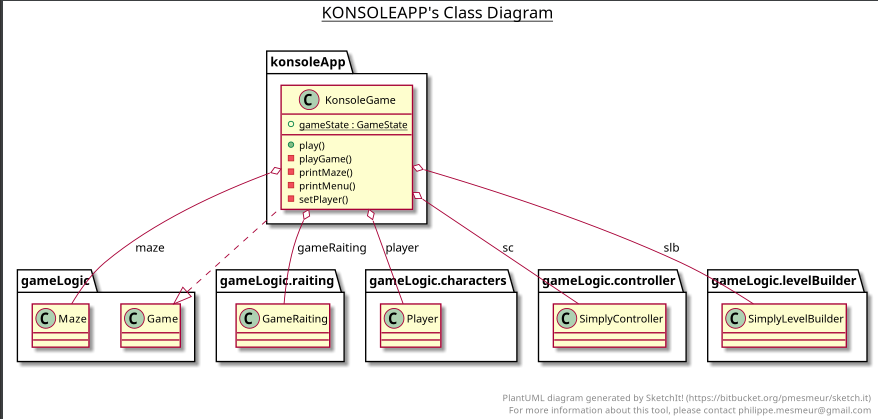 KONSOLEAPP's Class Diagram
konsoleApp
C KonsoleGame
gameState : GameState
play()
playGame()
printMaze()
printMenu()
setPlayer()
maze
gameRaiting
player
sc
slb
gameLogic
C Maze
C Game
gameLogic.raiting
C GameRaiting
gameLogic.characters
C Player
gameLogic.controller
C SimplyController
gameLogic.levelBuilder
C SimplyLevelBuilder
PlantUML diagram generated by SketchIt! (https://bitbucket.org/pmesmeur/sketch.it)
For more information about this tool, please contact philippe.mesmeur@gmail.com